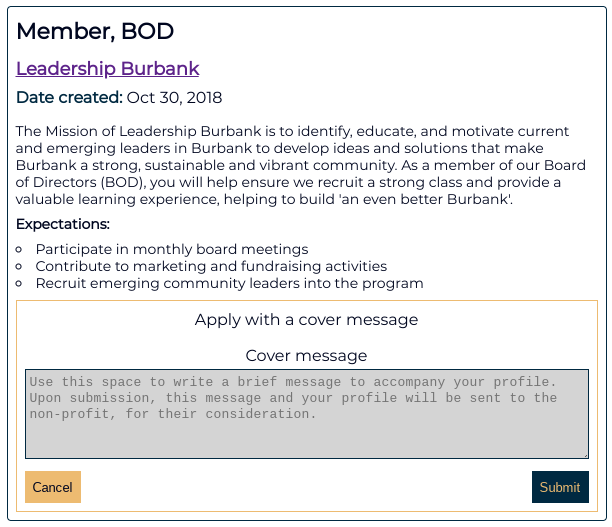 Member, BOD
Leadership Burbank
Date created: Oct 30, 2018
The Mission of Leadership Burbank is to identify, educate, and motivate current
and emerging leaders in Burbank to develop ideas and solutions that make
Burbank a strong, sustainable and vibrant community. As a member of our Board
of Directors (BOD), you will help ensure we recruit a strong class and provide a
valuable learning experience, helping to build 'an even better Burbank'.
Expectations:
Participate in monthly board meetings
Contribute to marketing and fundraising activities
Recruit emerging community leaders into the program
Apply with a cover message
Cover message
Use this space to write a brief message to accompany your profile.
Upon submission, this message and your profile will be sent to the
non-profit, for their consideration.
Cancel Submit